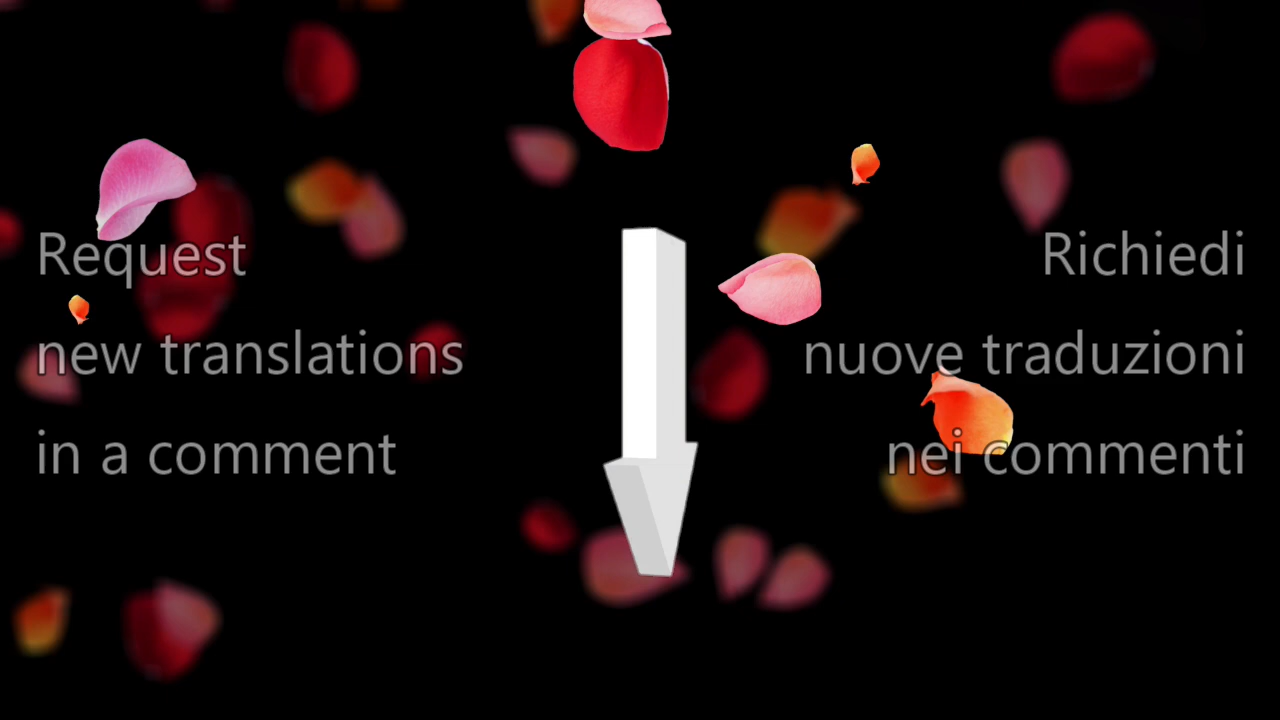 Request
new translations
in a comment
Richiedi
nuove traduzioni
nei commenti